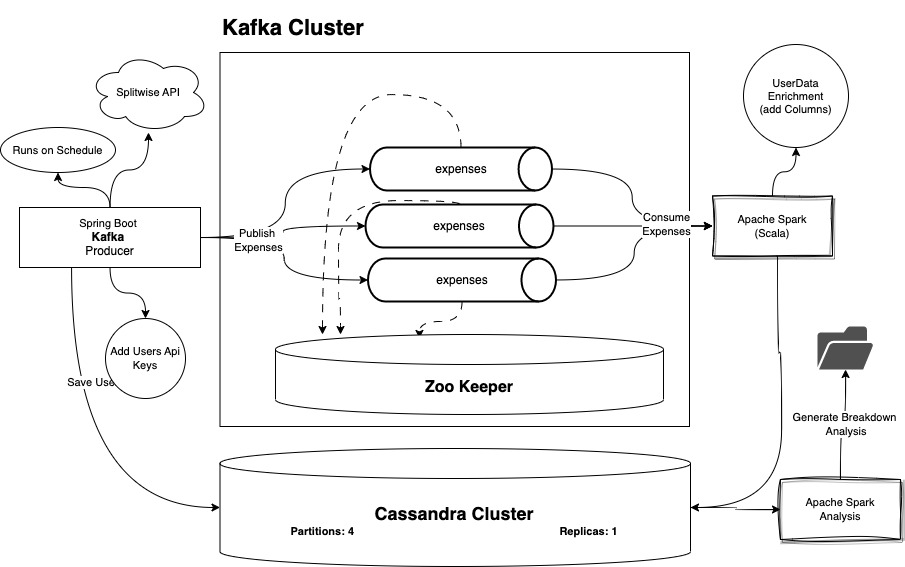 Kafka Cluster
Splitwise API
Runs on Schedule
UserData
Enrichment
(add Columns)
expenses
expenses
expenses
Spring Boot
Kafka
Producer
Publish
Expenses
Consume
Expenses
Apache Spark
(Scala)
Add Users Api
Keys
Save Use
Zoo Keeper
Generate Breakdown
Analysis
Cassandra Cluster
Partitions: 4
Replicas: 1
Apache Spark
Analysis